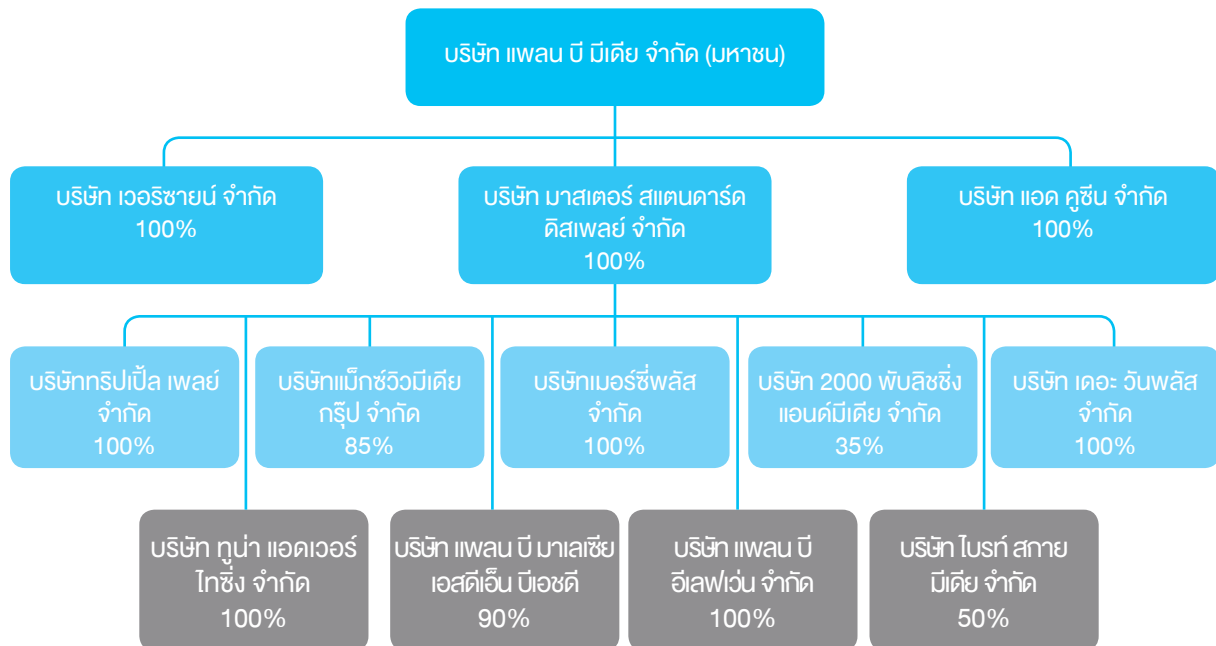 บริษัท แพลน บี มีเดีย จำกัด (มหาชน)
บริษัท เวอริซายน์ จำกัด
100%
บริษัท มาสเตอร์ สแตนดาร์ด
ดิสเพลย์ จำกัด
100%
บริษัท แอด คูซีน จำกัด
100%
บริษัททริปเปิ้ล เพลย์
จำกัด
100%
บริษัทแม็กซ์วิวมีเดีย
กรุ๊ป จำกัด
85%
บริษัทเมอร์ซี่พลัส
จำกัด
100%
บริษัท 2000 พับลิชชิ่ง
แอนด์มีเดีย จำกัด
35%
บริษัท เดอะ วันพลัส
จำกัด
100%
บริษัท ทูน่า แอดเวอร์
ไทซิ่ง จำกัด
100%
บริษัท แพลน บี มาเลเซีย
เอสดีเอ็น บีเอชดี
90%
บริษัท แพลน บี
อีเลฟเว่น จำกัด
100%
บริษัท ไบรท์ สกาย
มีเดีย จำกัด
50%